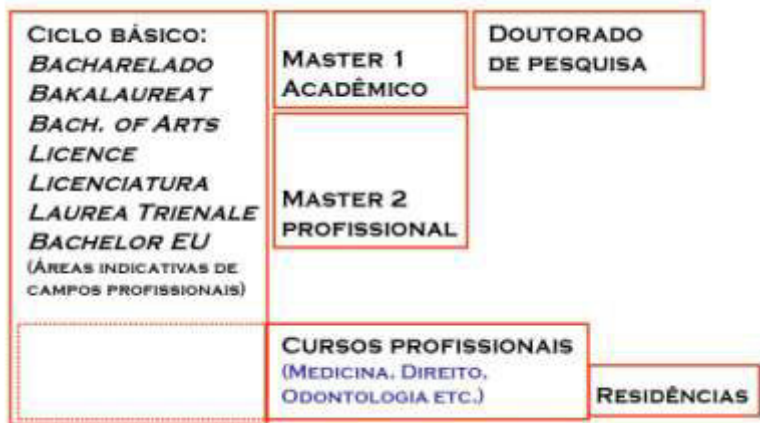 CICLO BÁSICO:
BACHARELADO
BAKALAUREAT
BACH. OF ARTS
LICENCE
LICENCIATURA
LAUREA TRIENALE
BACHELOR EU
(ÁREAS INDICATIVAS DE
CAMPOS PROFISSIONAIS)
MASTER 1
ACADÊMICO
MASTER 2
PROFISSIONAL
DOUTORADO
DE PESQUISA
CURSOS PROFISSIONAIS
(MEDICINA, DIREITO,
ODONTOLOGIA ETC.)
RESIDÊNCIAS